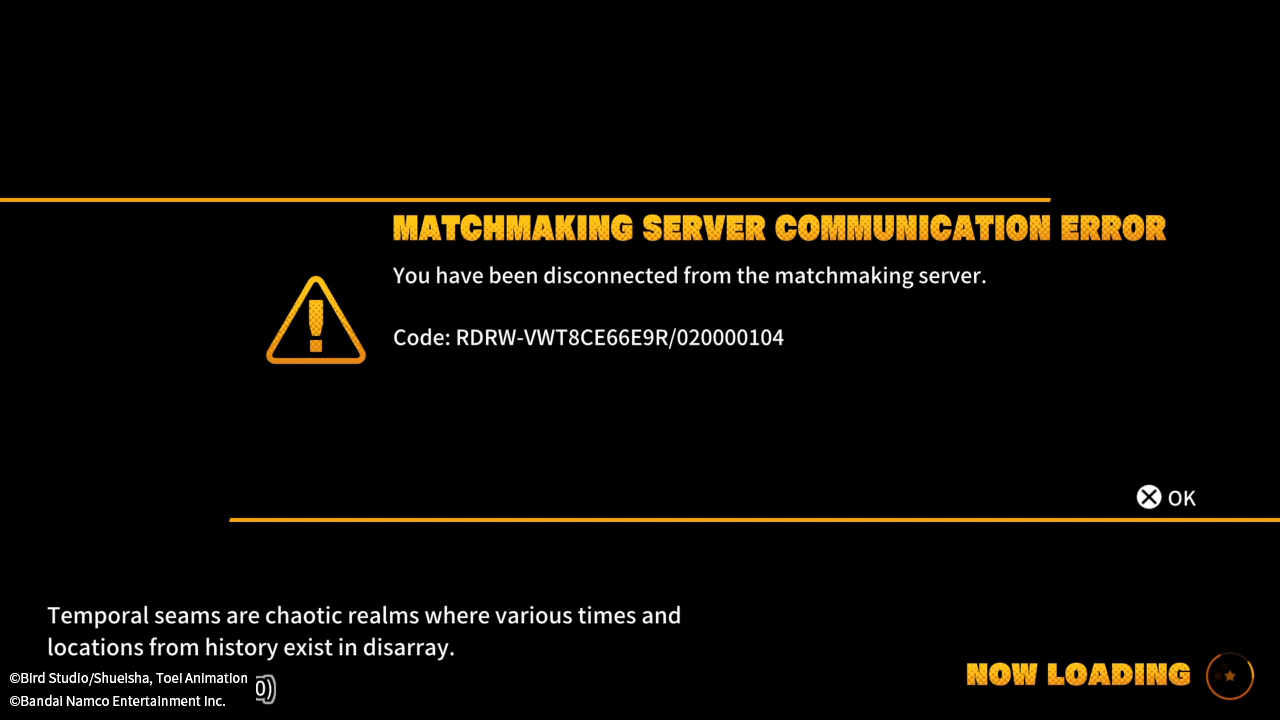 MATCHMAKING SERVER COMMUNICATION ERROR
You have been disconnected from the matchmaking server.
Code: RDRW-VWT8CE66E9R/020000104
OK
Temporal seams are chaotic realms where various times and
locations from history exist in disarray.
©Bird Studio/Shueisha, Toei Animation
©Bandai Namco Entertainment Inc.
NOW LOADING